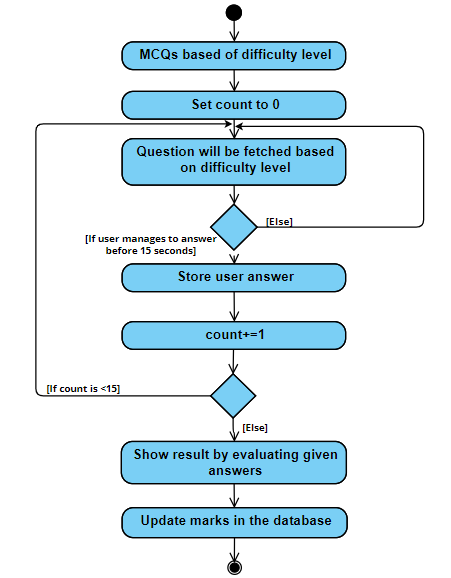 MCQs based of difficulty level
Set count to 0
Question will be fetched based
on difficulty level
[Else]
[If user manages to answer
before 15 seconds]
Store user answer
count+=1
[If count is <15]
[Else]
Show result by evaluating given
answers
Update marks in the database